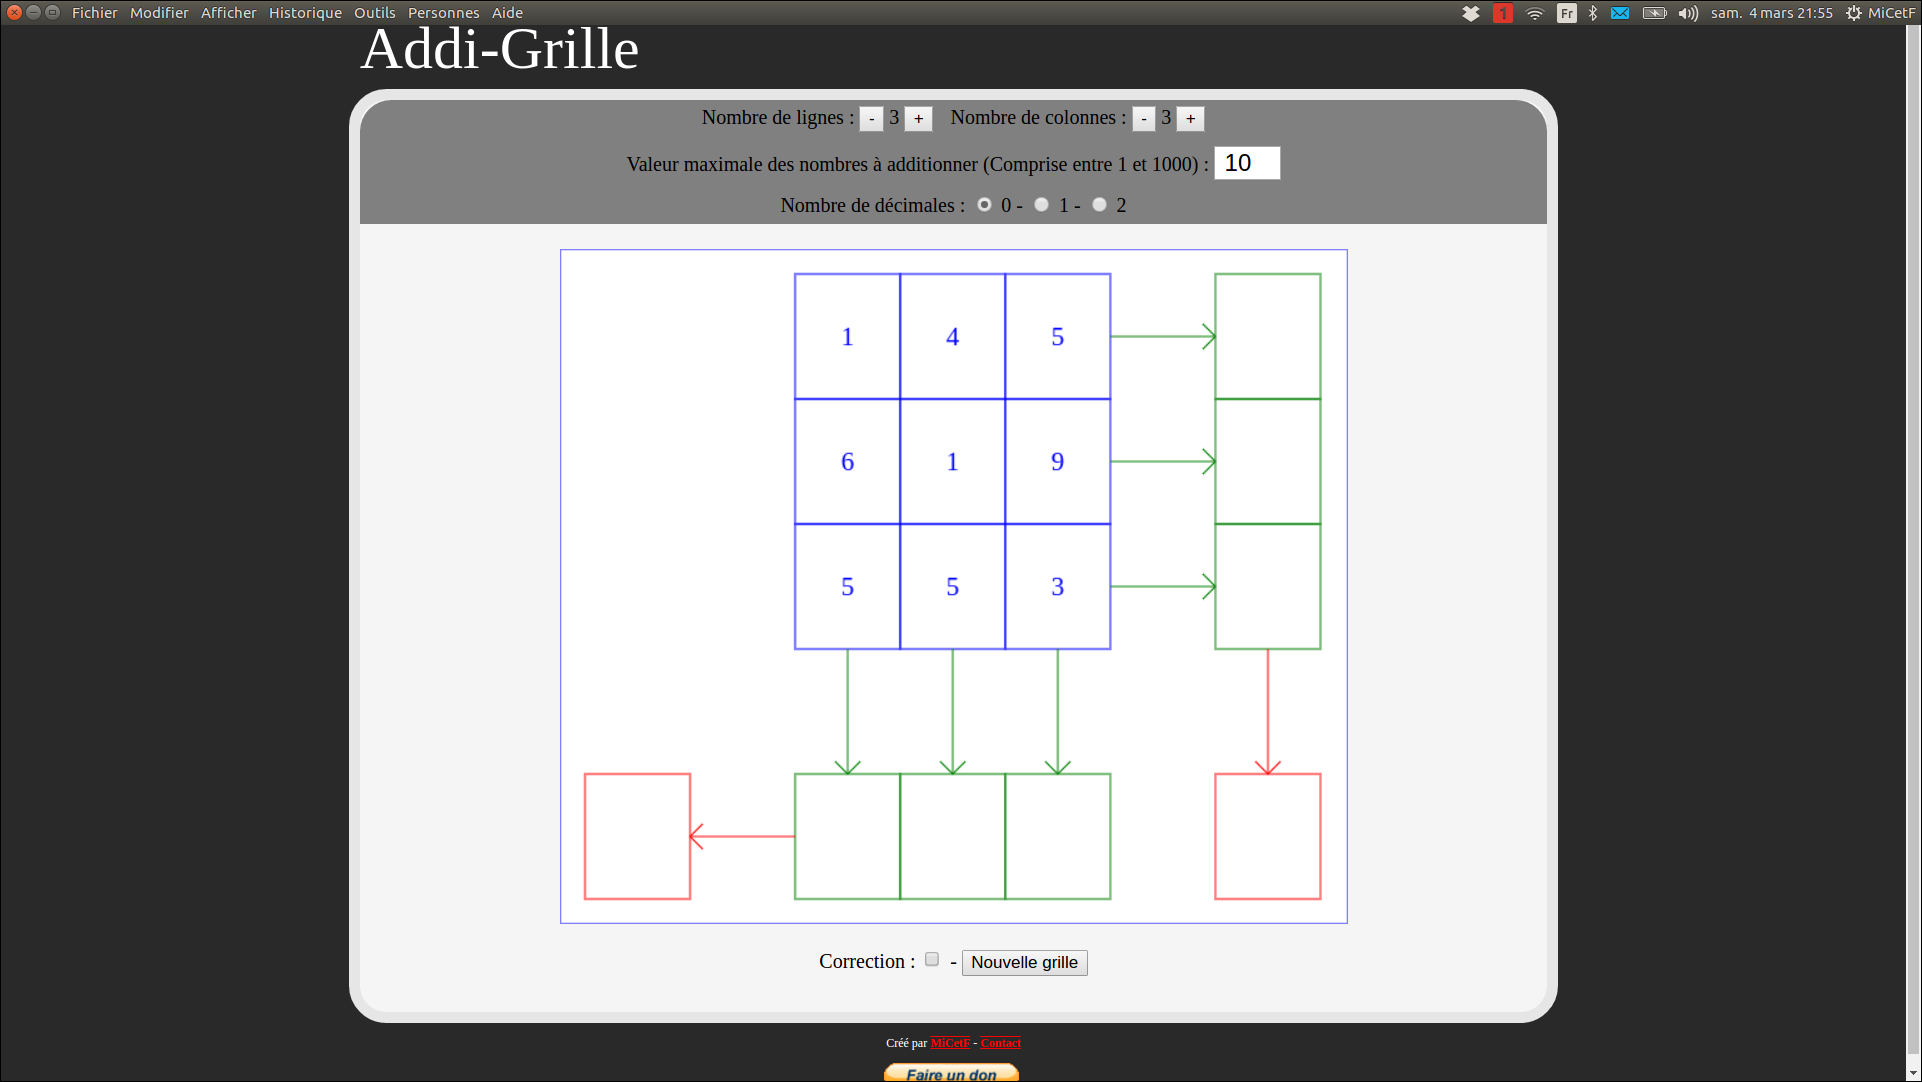 Fichier Modifier Afficher Historique Outils Personnes Aide 1 Fr sam. 4 mars 21:55 MiCetF
Addi-Grille
Nombre de lignes : - 3 + Nombre de colonnes : - 3 +
Valeur maximale des nombres à additionner (Comprise entre 1 et 1000) : 10
Nombre de décimales : 0 - 1 - 2
1 4 5
6 1 9
5 5 3
Correction : - Nouvelle grille
Créé par MiCetF - Contact
Faire un don